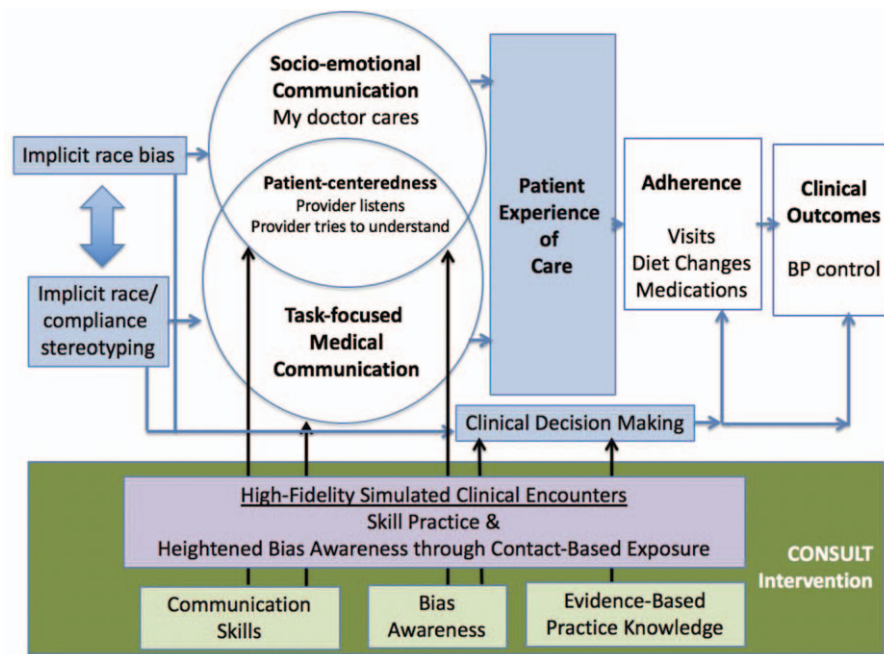 Socio-emotional
Communication
My doctor cares
Implicit race bias
Patient-centeredness
Provider listens
Provider tries to understand
Implicit race/
compliance
stereotyping
Task-focused
Medical
Communication
Patient
Experience
of
Care
Adherence
Visits
Diet Changes
Medications
Clinical
Outcomes
BP control
Clinical Decision Making
High-Fidelity Simulated Clinical Encounters
Skill Practice &
Heightened Bias Awareness through Contact-Based Exposure
CONSULT
Intervention
Communication
Skills
Bias
Awareness
Evidence-Based
Practice Knowledge